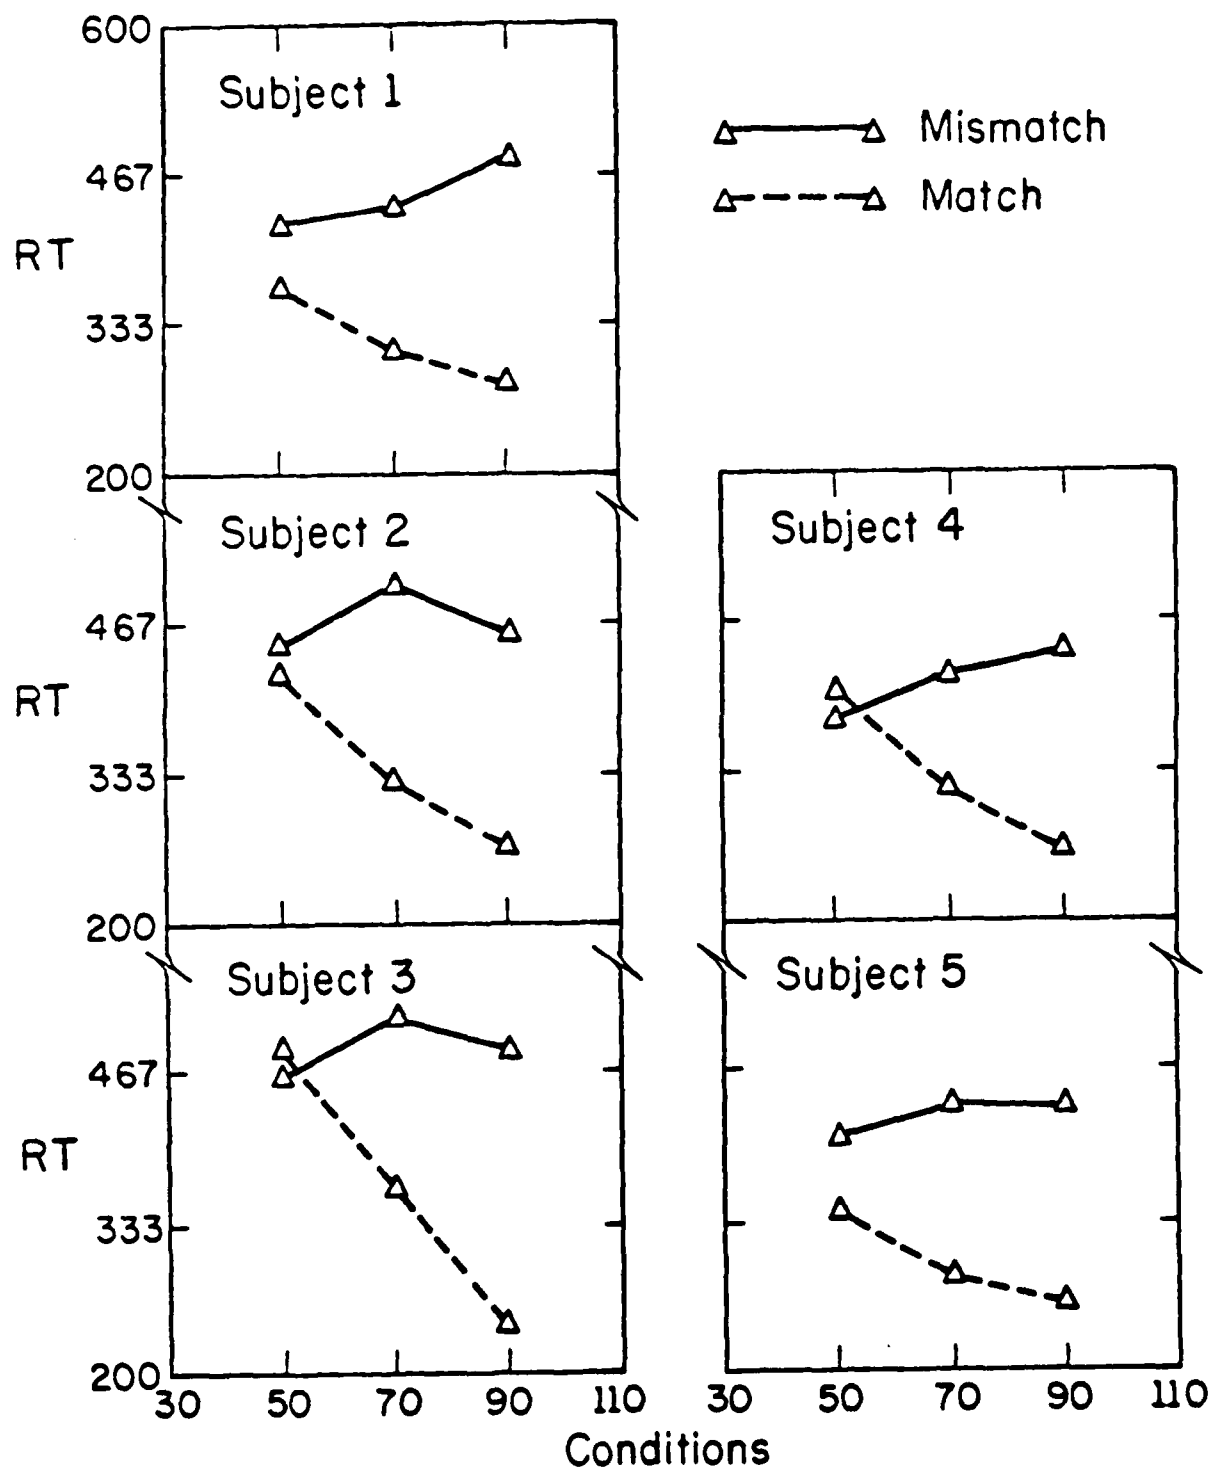 600
Subject 1
Mismatch
467
Match
RT
333
200
Subject 2
Subject 4
467
RT
333
200
Subject 3
Subject 5
467
RT
333
200
30 50 70 90 110 30 50 70 90 110
Conditions